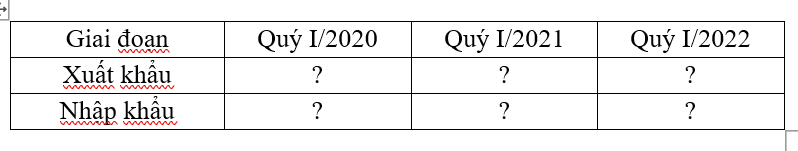 Giai đoạn Quý I/2020 Quý I/2021 Quý I/2022
Xuất khẩu ? ? ?
Nhập khẩu ? ? ?